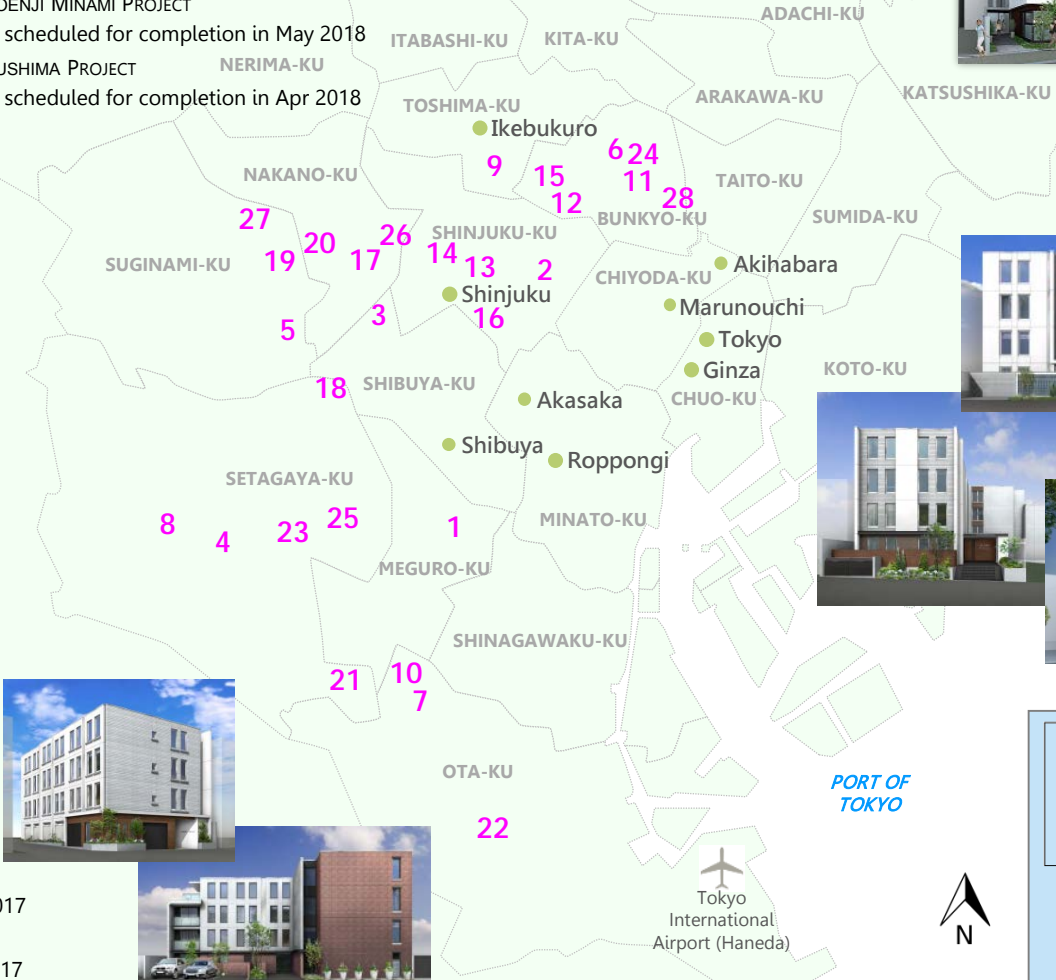 OENJI MINAMI PROJECT
scheduled for completion in May 2018
USHIMA PROJECT
scheduled for completion in Apr 2018
ADACHI-KU
ITABASHI-KU
KITA-KU
NERIMA-KU
KATSUSHIKA-KU
ARAKAWA-KU
TOSHIMA-KU
Ikebukuro
6
24
9
15
11
NAKANO-KU
TAITO-KU
12
28
27
BUNKYO-KU
SUMIDA-KU
26
SHINJUKU-KU
20
14
19
17
13
2
SUGINAMI-KU
Akihabara
CHIYODA-KU
Shinjuku
Marunouchi
3
16
5
Tokyo
Ginza
KOTO-KU
18
SHIBUYA-KU
Akasaka
CHUO-KU
Shibuya
Roppongi
SETAGAYA-KU
8
4
23
25
1
MINATO-KU
MEGURO-KU
SHINAGAWAKU-KU
21
10
7
OTA-KU
PORT OF
TOKYO
22
Tokyo
International
Airport (Haneda)
N
017
17